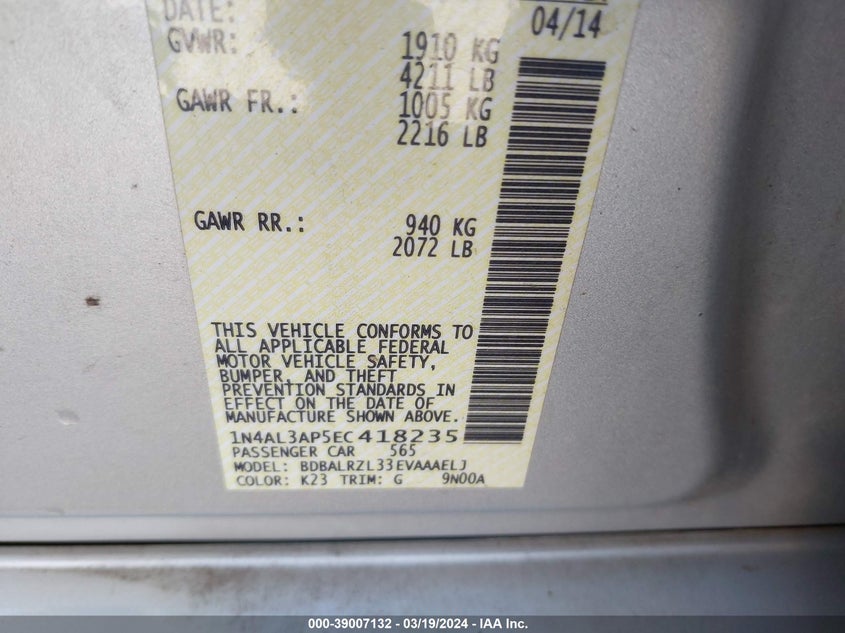 DATE:
04/14
GVWR: 1910 KG
4211 LB
GAWR FR.: 1005 KG
2216 LB
GAWR RR.: 940 KG
2072 LB
THIS VEHICLE CONFORMS TO
ALL APPLICABLE FEDERAL
MOTOR VEHICLE SAFETY,
BUMPER, AND THEFT
PREVENTION STANDARDS IN
EFFECT ON THE DATE OF
MANUFACTURE SHOWN ABOVE.
1N4AL3AP5EC418235
PASSENGER CAR 565
MODEL: BDBALRZL33EVAAAELJ
COLOR: K23 TRIM: G 9N00A
000-39007132 - 03/19/2024 - IAA Inc.